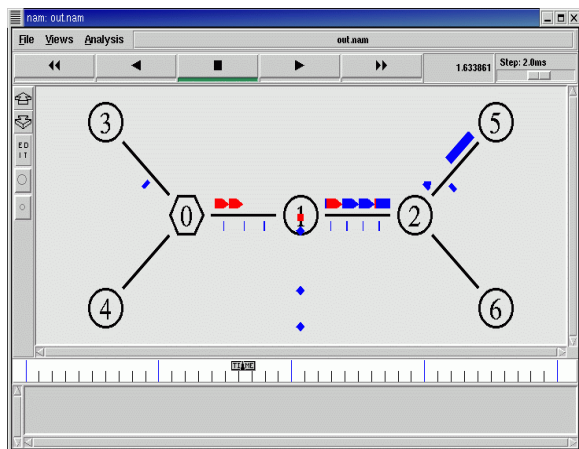 nam: out.nam
File Views Analysis out.nam
1.633861 Step: 2.0ms
ED
IT
3 5
0 1 2
4 6
TIME